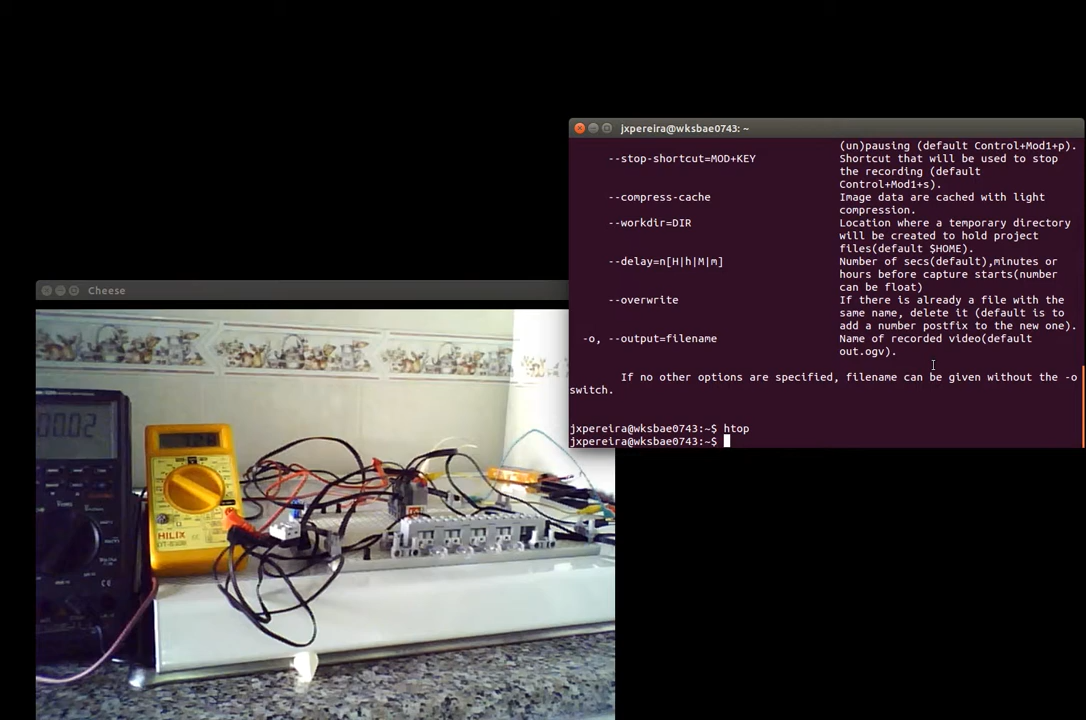 jxpereira@wksbae0743: ~
(un)pausing (default Control+Mod1+p).
--stop-shortcut=MOD+KEY Shortcut that will be used to stop
the recording (default
Control+Mod1+s).
--compress-cache Image data are cached with light
compression.
--workdir=DIR Location where a temporary directory
will be created to hold project
files(default $HOME).
--delay=n[H|h|M|m] Number of secs(default),minutes or
hours before capture starts(number
can be float)
--overwrite If there is already a file with the
same name, delete it (default is to
add a number postfix to the new one).
-o, --output=filename Name of recorded video(default
out.ogv).
If no other options are specified, filename can be given without the -o
switch.
jxpereira@wksbae0743:~$ htop
jxpereira@wksbae0743:~$
Cheese
00.02
HILIX